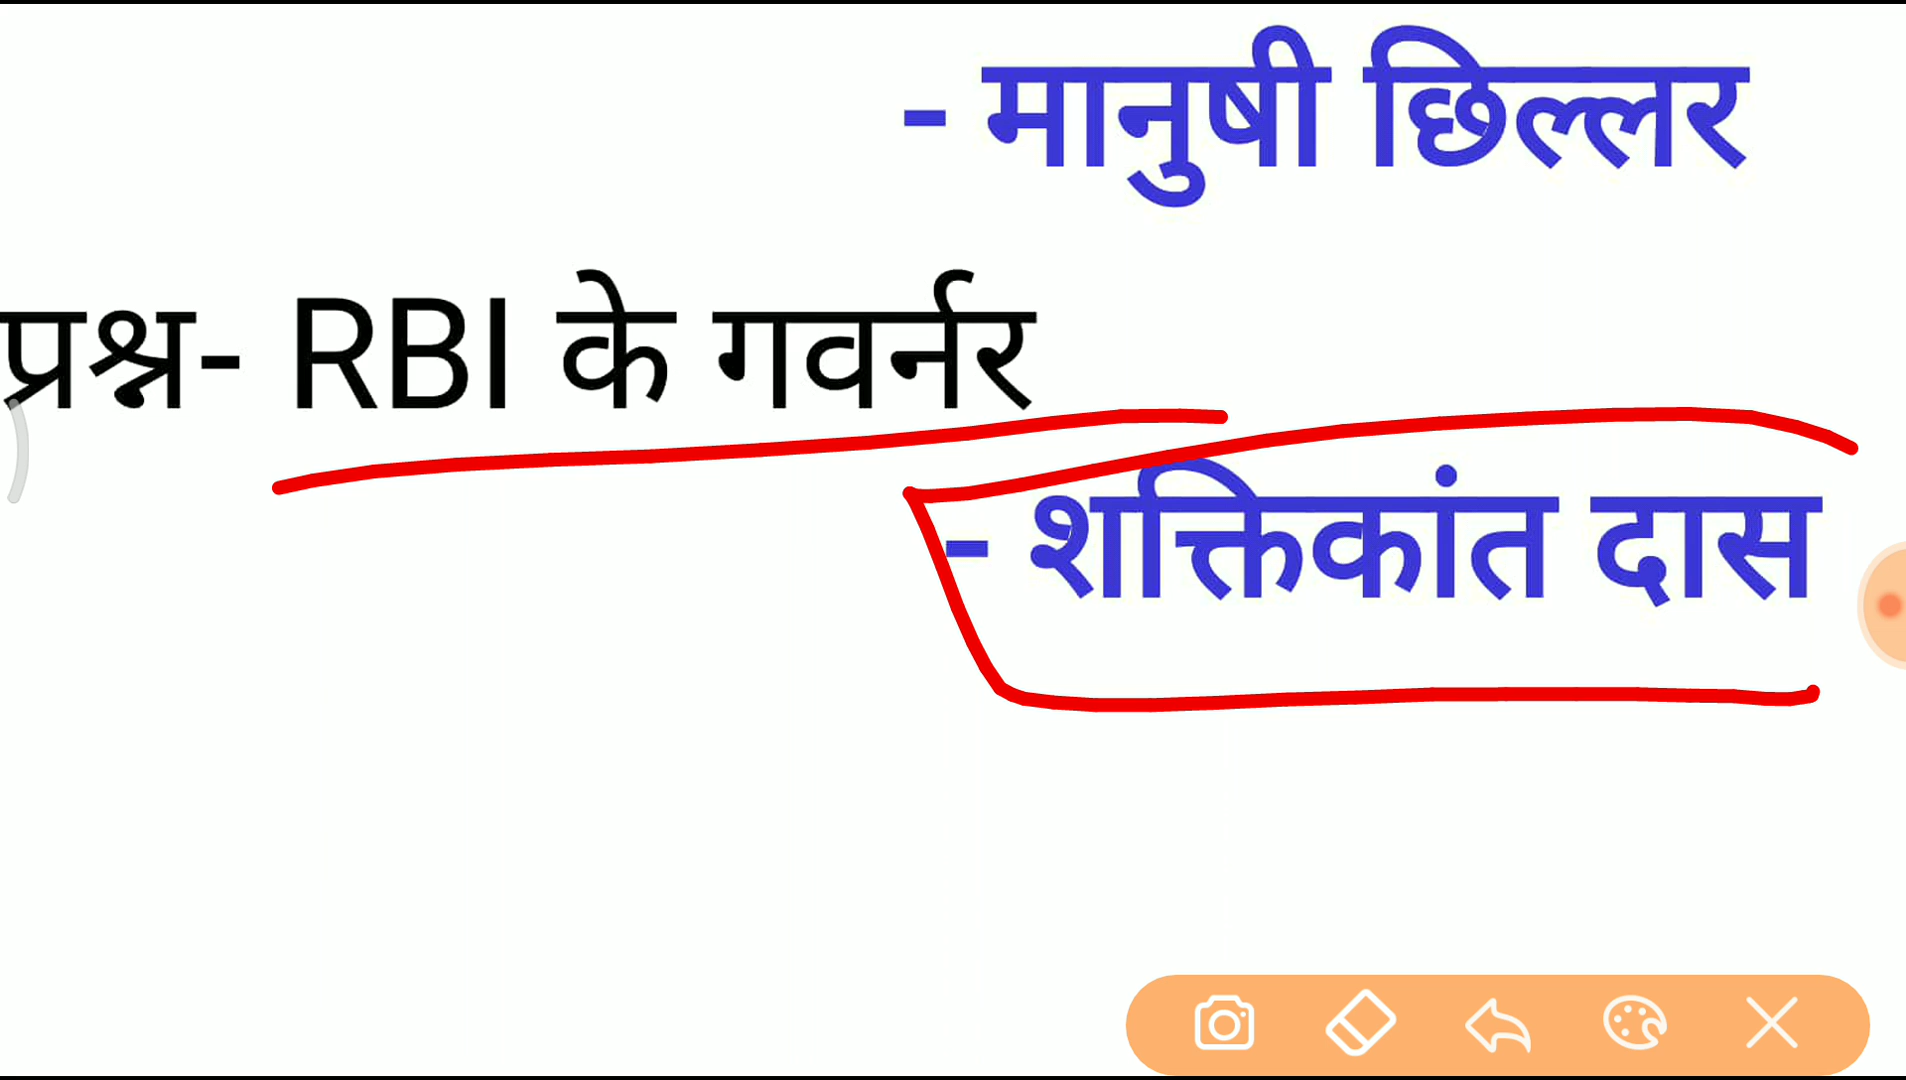 - मानुषी छिल्लर
प्रश्न- RBI के गवर्नर
- शक्तिकांत दास